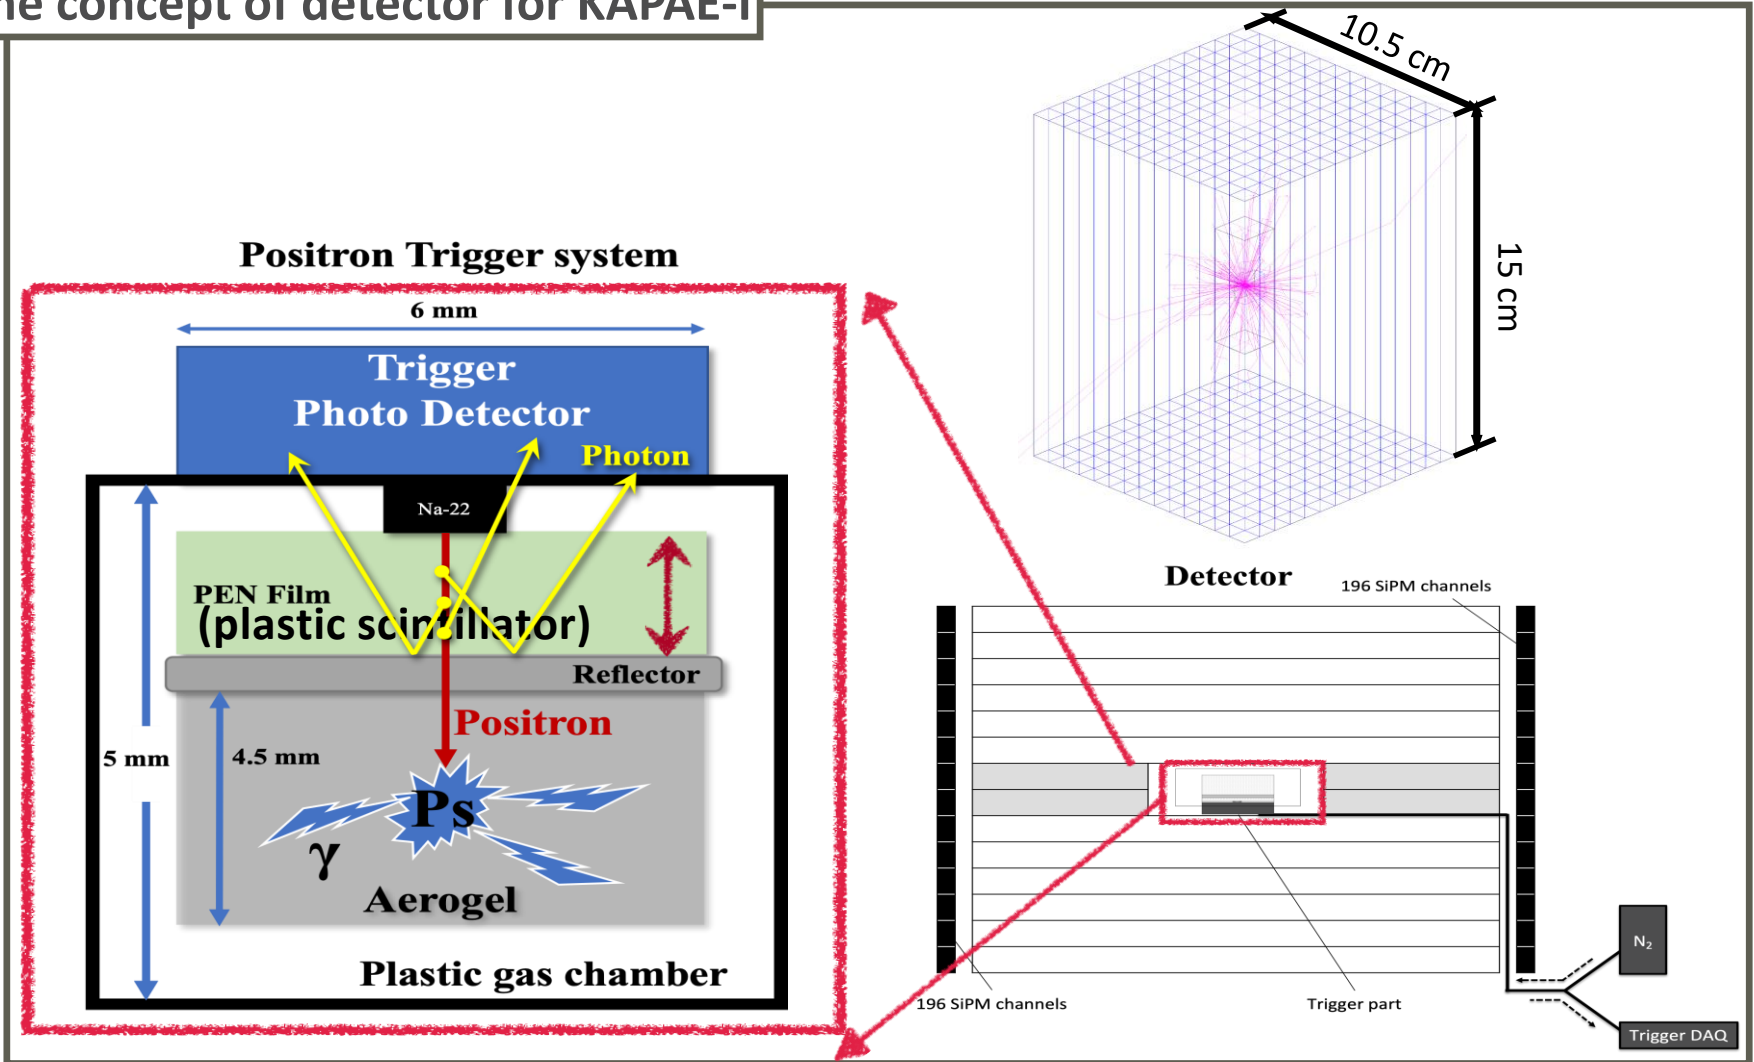 he concept of detector for KAPAE-I
10.5 cm
15 cm
Positron Trigger system
6 mm
Trigger
Photo Detector
Photon
Na-22
PEN Film
(plastic scintillator)
Reflector
Positron
5 mm
4.5 mm
Ps
γ
Aerogel
Plastic gas chamber
Detector
196 SiPM channels
196 SiPM channels
Trigger part
N₂
Trigger DAQ